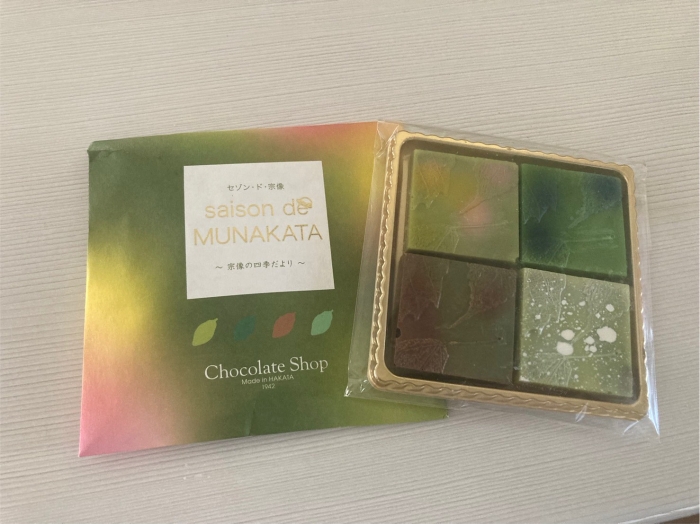 セゾン・ド・宗像
saison de
MUNAKATA
～ 宗像の四季だより ～
Chocolate Shop
Made in HAKATA
1942